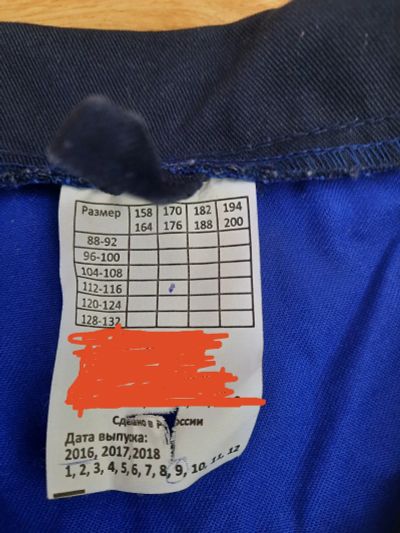 Размер 158 170 182 194
164 176 188 200
88-92
96-100
104-108
112-116
120-124
128-132
Сделано в России
Дата выпуска:
2016, 2017, 2018
1, 2, 3, 4, 5, 6, 7, 8, 9, 10, 11, 12